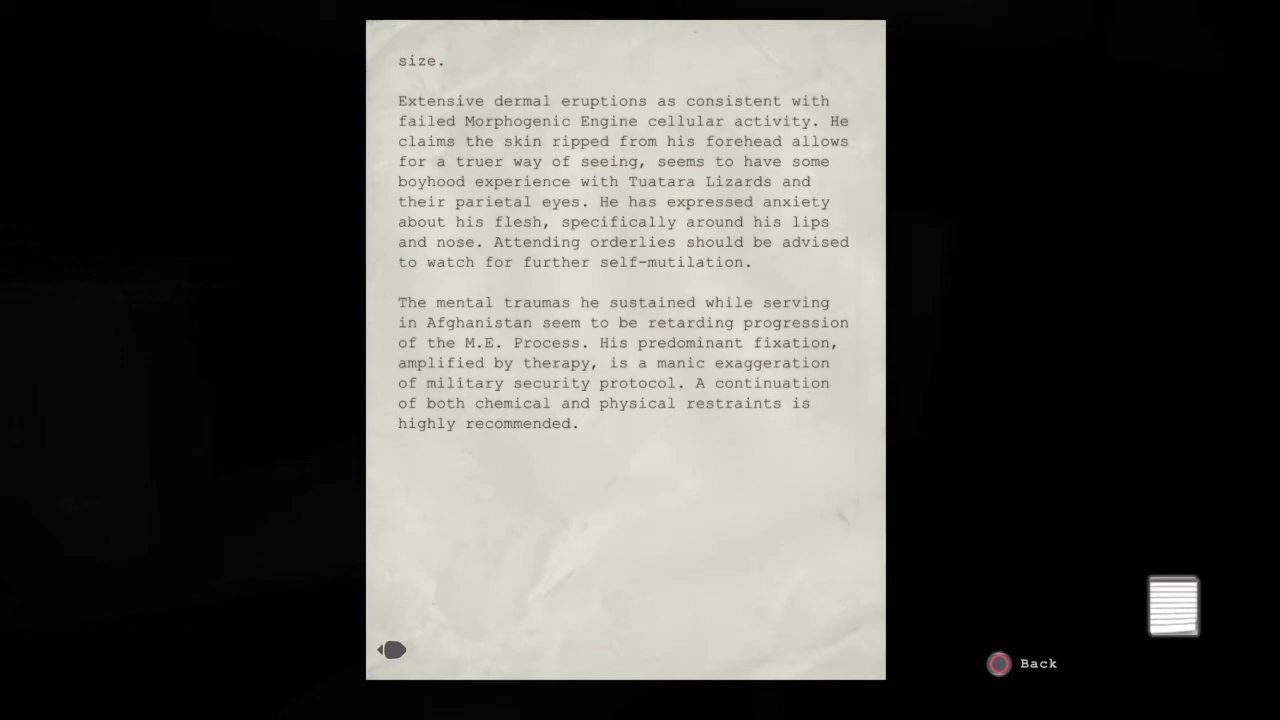 size.
Extensive dermal eruptions as consistent with
failed Morphogenic Engine cellular activity. He
claims the skin ripped from his forehead allows
for a truer way of seeing, seems to have some
boyhood experience with Tuatara Lizards and
their parietal eyes. He has expressed anxiety
about his flesh, specifically around his lips
and nose. Attending orderlies should be advised
to watch for further self-mutilation.
The mental traumas he sustained while serving
in Afghanistan seem to be retarding progression
of the M.E. Process. His predominant fixation,
amplified by therapy, is a manic exaggeration
of military security protocol. A continuation
of both chemical and physical restraints is
highly recommended.
Back